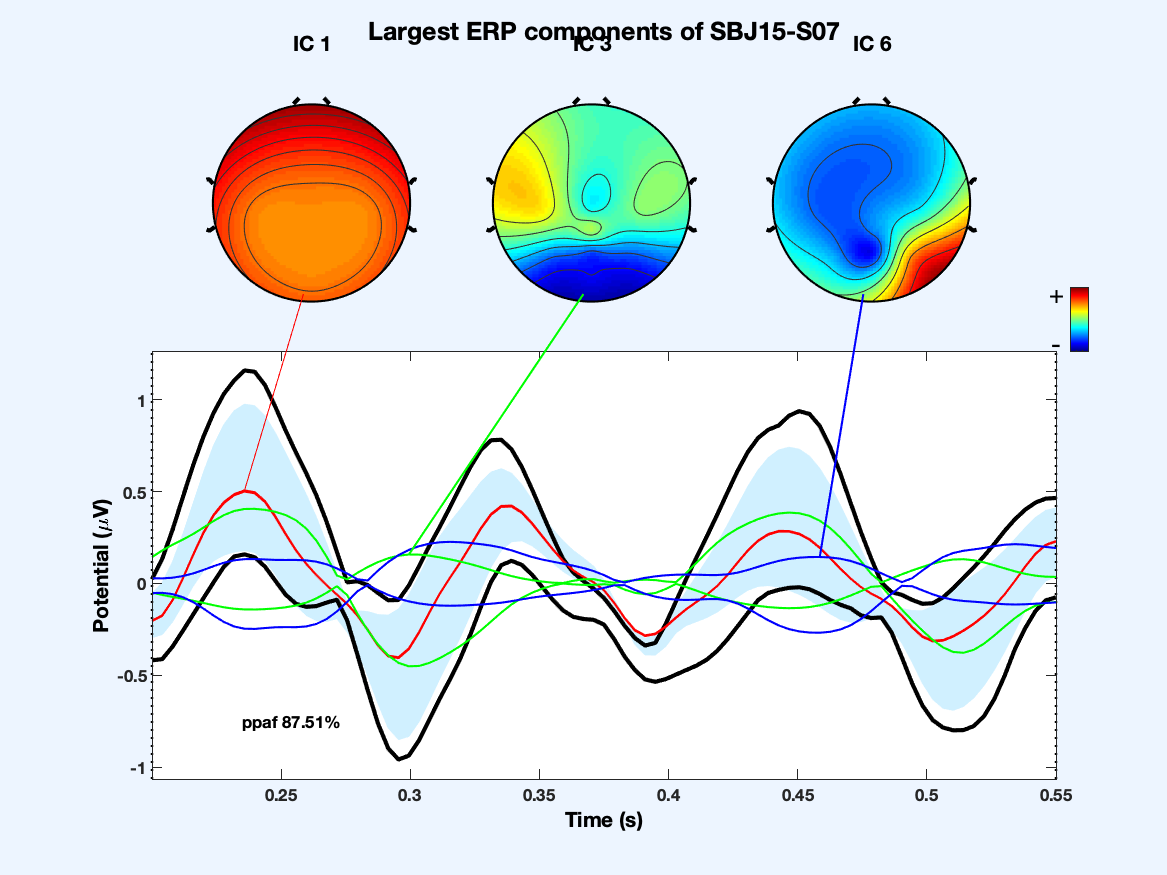 Largest ERP components of SBJ15-S07
IC 1
IC 3
IC 6
+
-
Potential (μV)
1
0.5
0
-0.5
-1
ppaf 87.51%
0.25 0.3 0.35 0.4 0.45 0.5 0.55
Time (s)